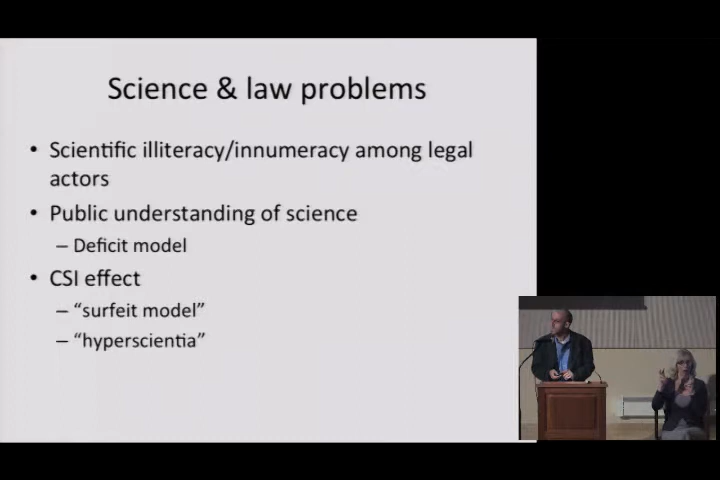 Science & law problems
• Scientific illiteracy/innumeracy among legal
actors
• Public understanding of science
– Deficit model
• CSI effect
– “surfeit model”
– “hyperscientia”